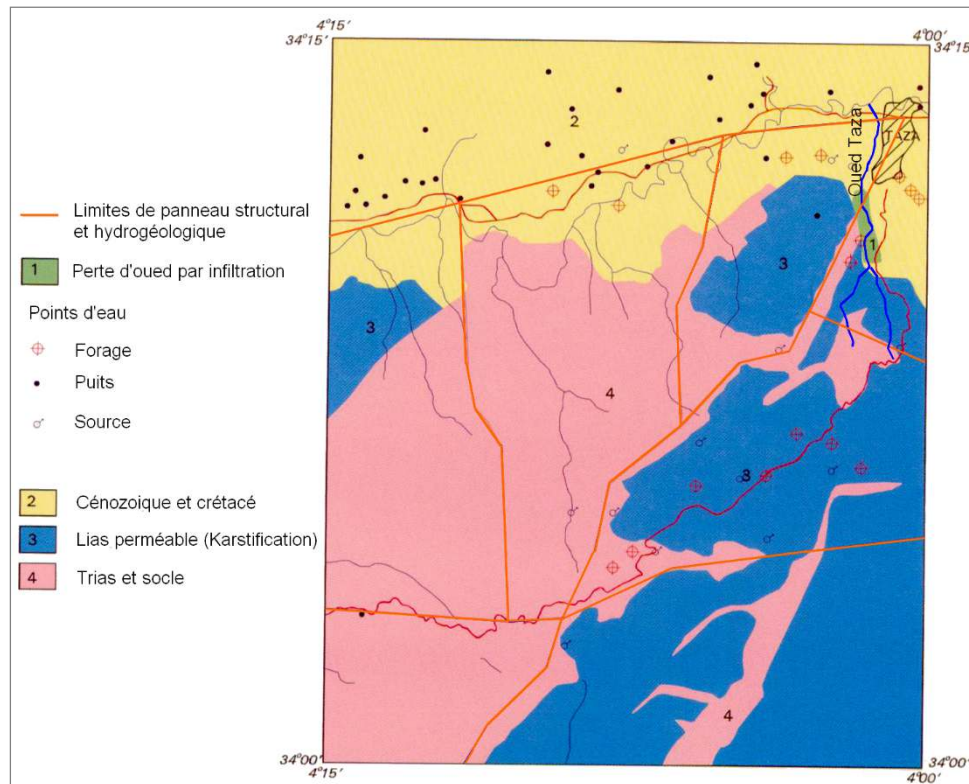 4°15'
34°15'
4°00'
34°15'
2
Oued Taza
TAZA
1
3
3
4
3
4
34°00'
4°15'
34°00'
4°00'
Limites de panneau structural
et hydrogéologique
1 Perte d'oued par infiltration
Points d'eau
Forage
Puits
Source
2 Cénozoique et crétacé
3 Lias perméable (Karstification)
4 Trias et socle